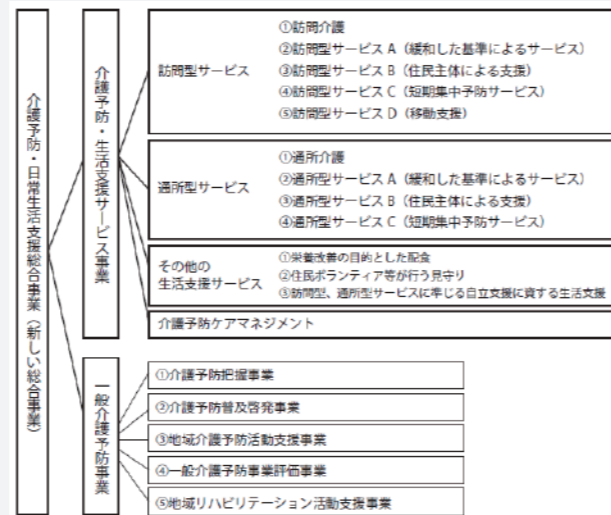 介護予防・日常生活支援総合事業（新しい総合事業）
介護予防・生活支援サービス事業
訪問型サービス
①訪問介護
②訪問型サービス A（緩和した基準によるサービス）
③訪問型サービス B（住民主体による支援）
④訪問型サービス C（短期集中予防サービス）
⑤訪問型サービス D（移動支援）
通所型サービス
①通所介護
②通所型サービス A（緩和した基準によるサービス）
③通所型サービス B（住民主体による支援）
④通所型サービス C（短期集中予防サービス）
その他の
生活支援サービス
①栄養改善の目的とした配食
②住民ボランティア等が行う見守り
③訪問型、通所型サービスに準じる自立支援に資する生活支援
介護予防ケアマネジメント
一般介護予防事業
①介護予防把握事業
②介護予防普及啓発事業
③地域介護予防活動支援事業
④一般介護予防事業評価事業
⑤地域リハビリテーション活動支援事業